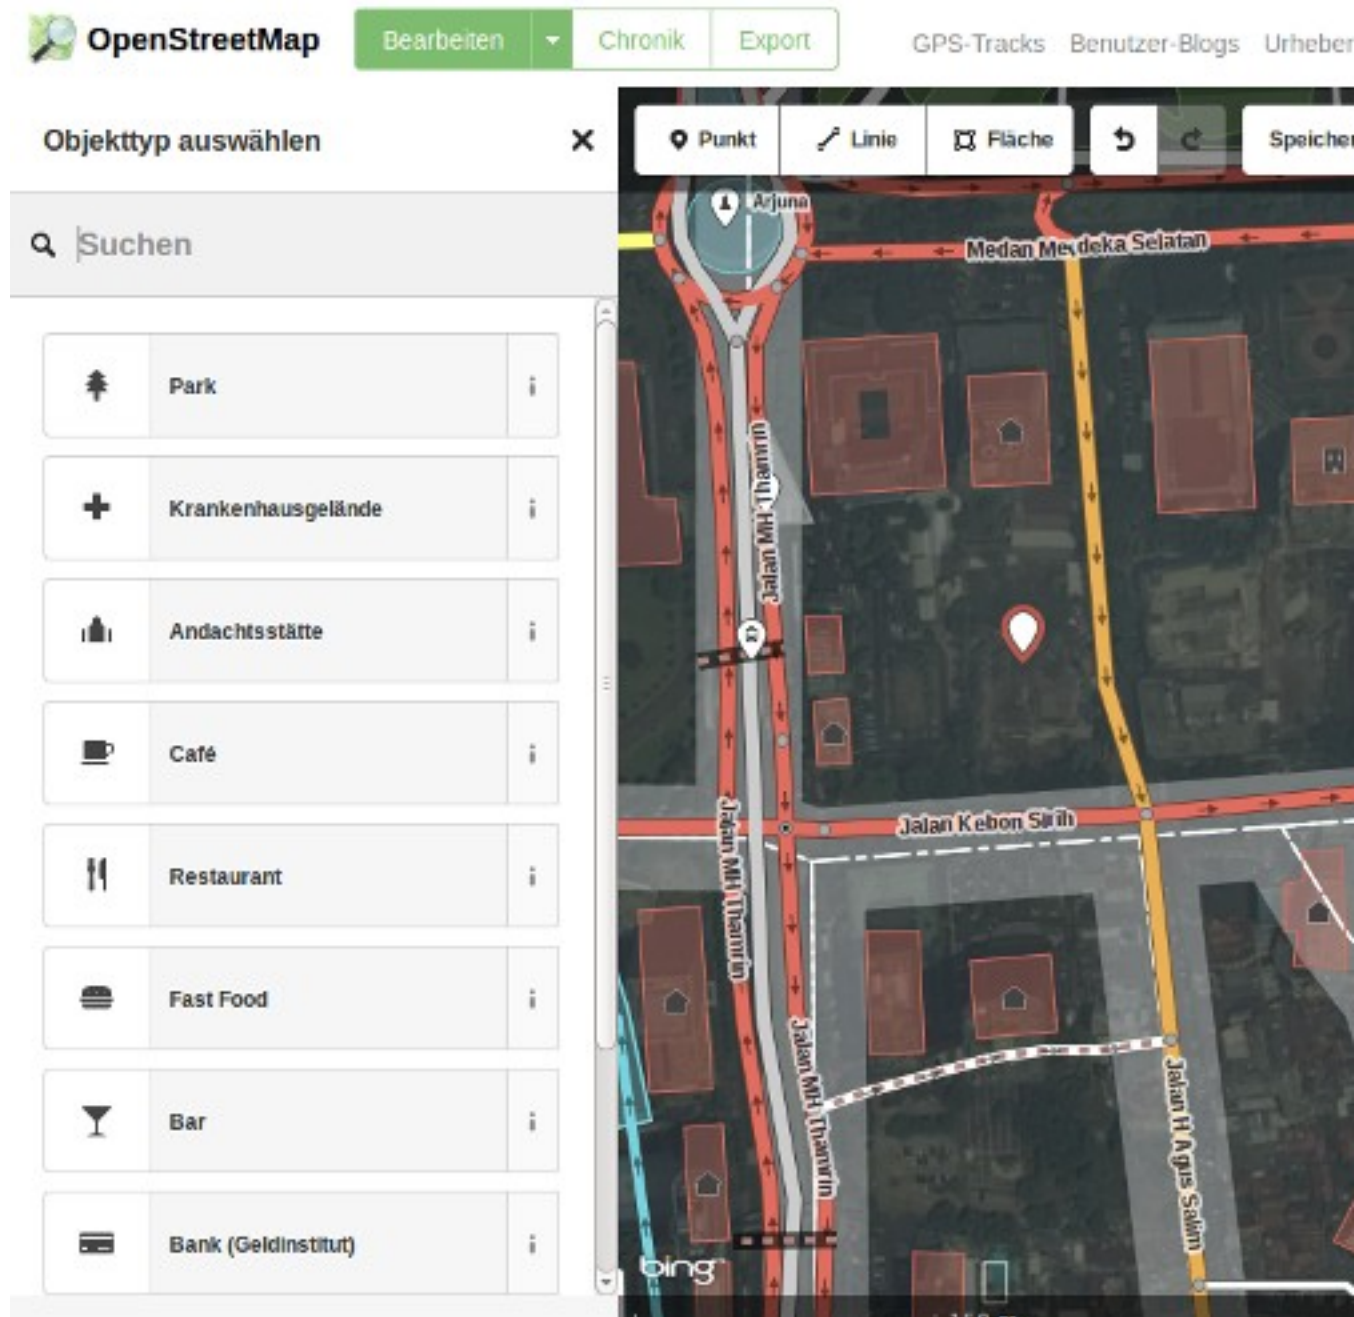 OpenStreetMap
Bearbeiten
Chronik
Export
GPS-Tracks
Benutzer-Blogs
Urheber
Objekttyp auswählen
Punkt
Linie
Fläche
Speicher
Suchen
Park
Krankenhausgelände
Andachtsstätte
Café
Restaurant
Fast Food
Bar
Bank (Geldinstitut)
Arjuna
Medan Merdeka Selatan
Jalan MH Thamrin
Jalan Kebon Sirih
Jalan MH Thamrin
Jalan MH Thamrin
Jalan H Agus Salim
bing